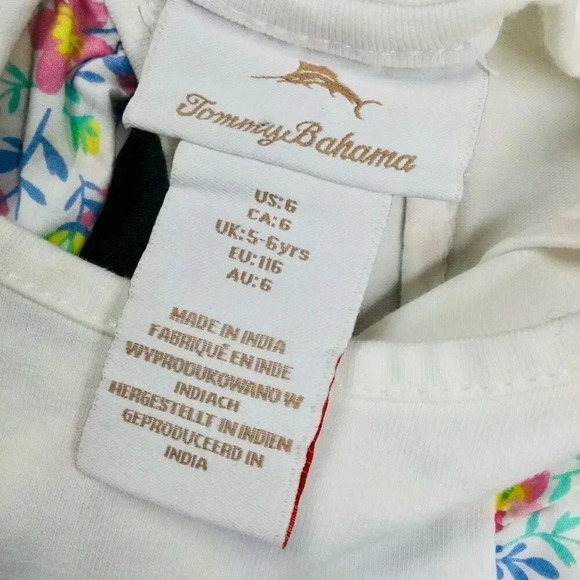 Tommy Bahama
US:6
CA:6
UK:5-6yrs
EU:116
AU:6
MADE IN INDIA
FABRIQUÉ EN INDE
WYPRODUKOWANO W
INDIACH
HERGESTELLT IN INDIEN
GEPRODUCEERD IN
INDIA